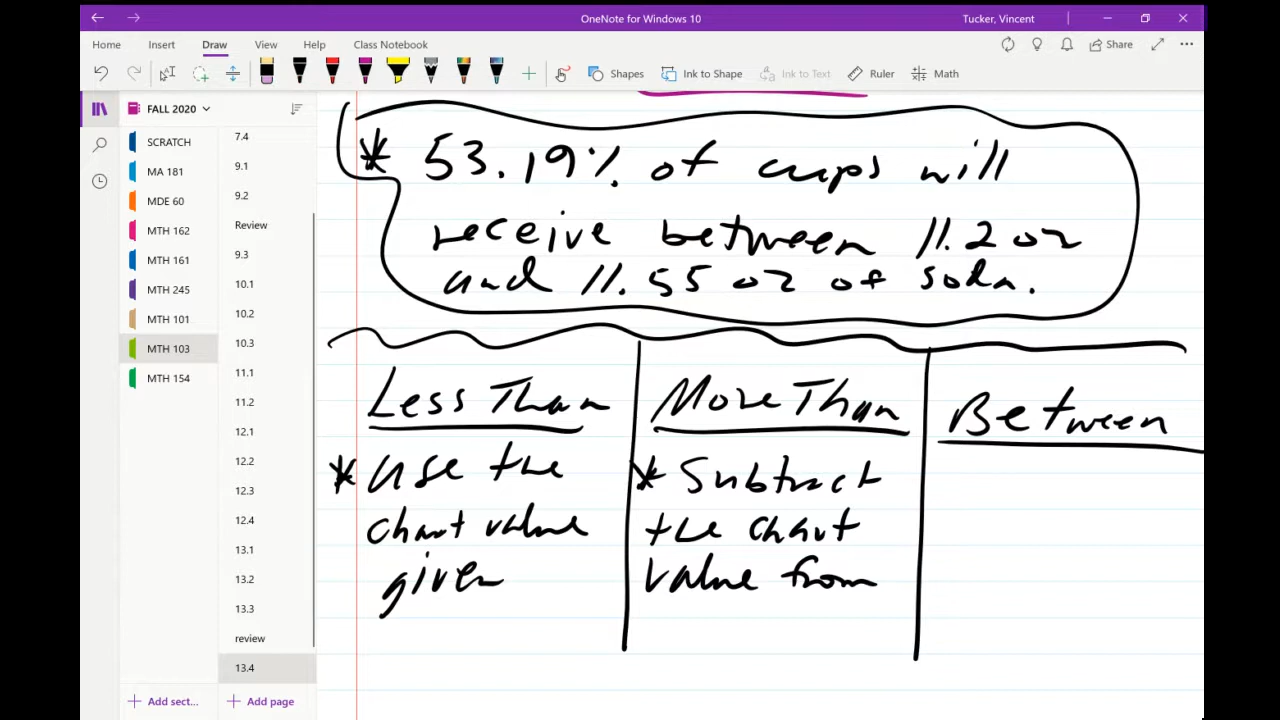 OneNote for Windows 10
Tucker, Vincent
Home Insert Draw View Help Class Notebook
Share
Shapes Ink to Shape Ink to Text Ruler Math
FALL 2020
SCRATCH
MA 181
MDE 60
MTH 162
MTH 161
MTH 245
MTH 101
MTH 103
MTH 154
Add sect...
7.4
9.1
9.2
Review
9.3
10.1
10.2
10.3
11.1
11.2
12.1
12.2
12.3
12.4
13.1
13.2
13.3
review
13.4
Add page
* 53.19% of cups will
receive between 11.2 oz
and 11.55 oz of soda.
Less Than
* Use the
chart value
given
More Than
* Subtract
the chart
value from
Between